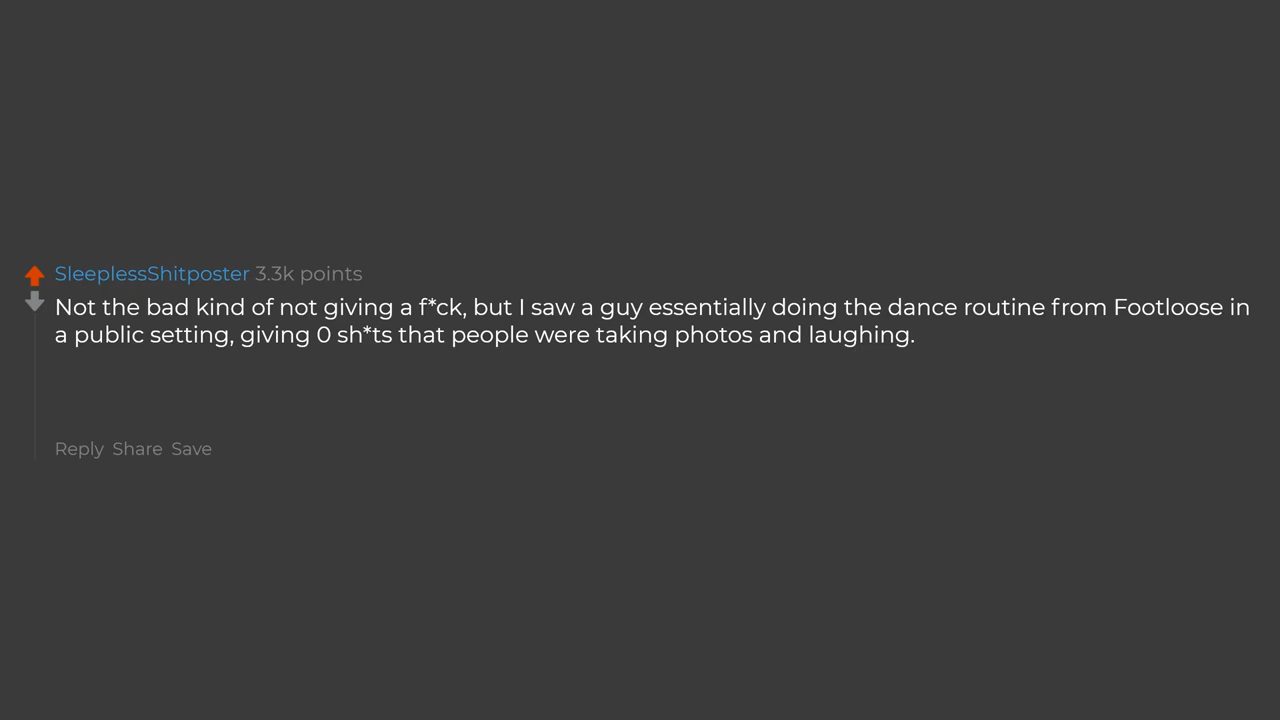 SleeplessShitposter 3.3k points
Not the bad kind of not giving a f*ck, but I saw a guy essentially doing the dance routine from Footloose in
a public setting, giving 0 sh*ts that people were taking photos and laughing.
Reply Share Save